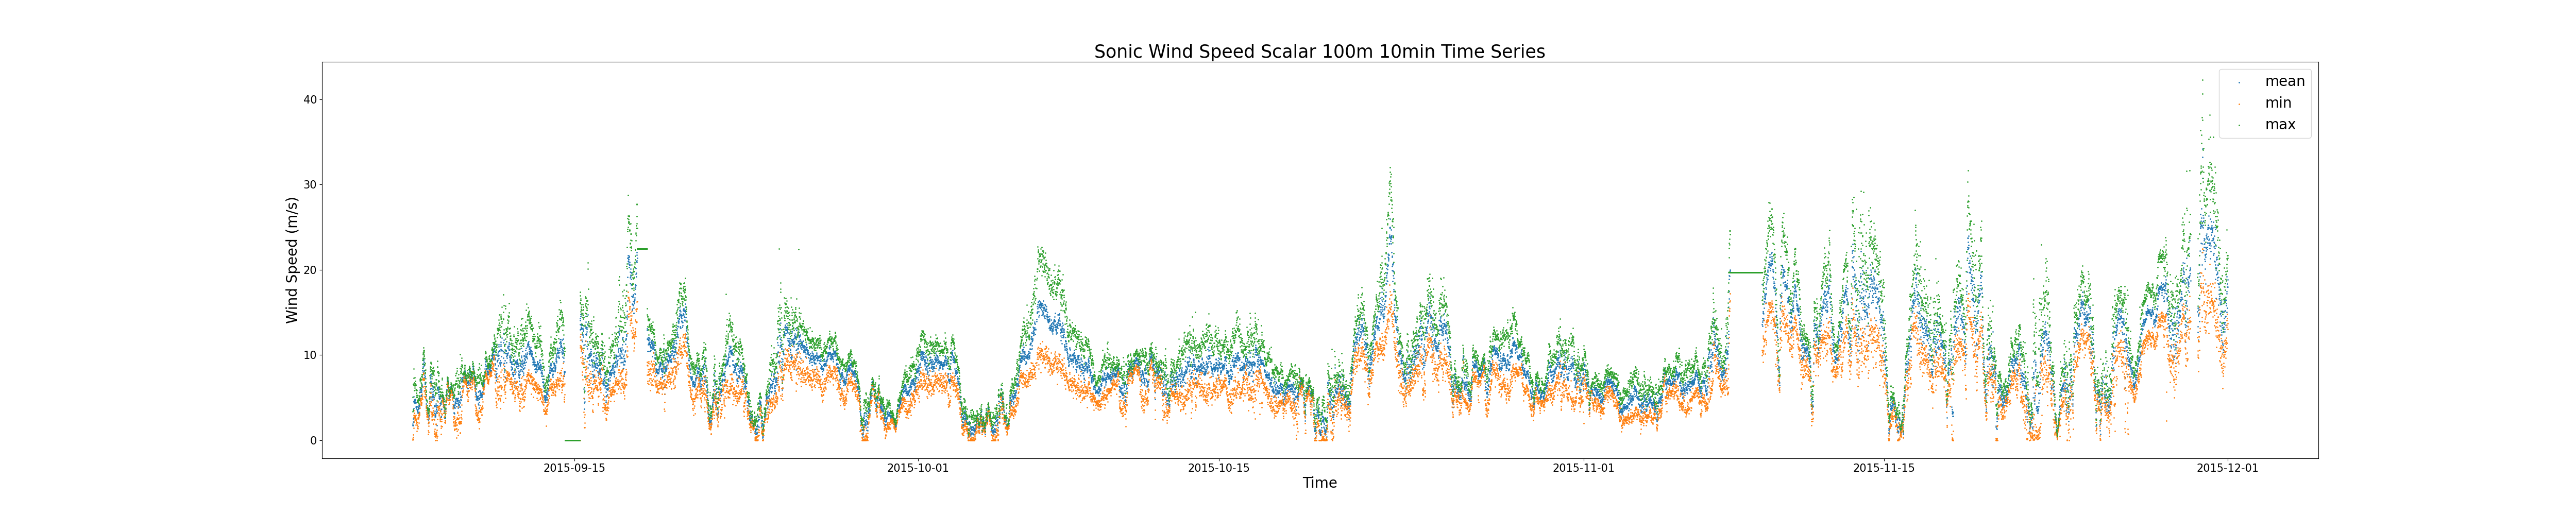 Sonic Wind Speed Scalar 100m 10min Time Series
mean
min
max
Wind Speed (m/s)
40
30
20
10
0
2015-09-15
2015-10-01
2015-10-15
2015-11-01
2015-11-15
2015-12-01
Time